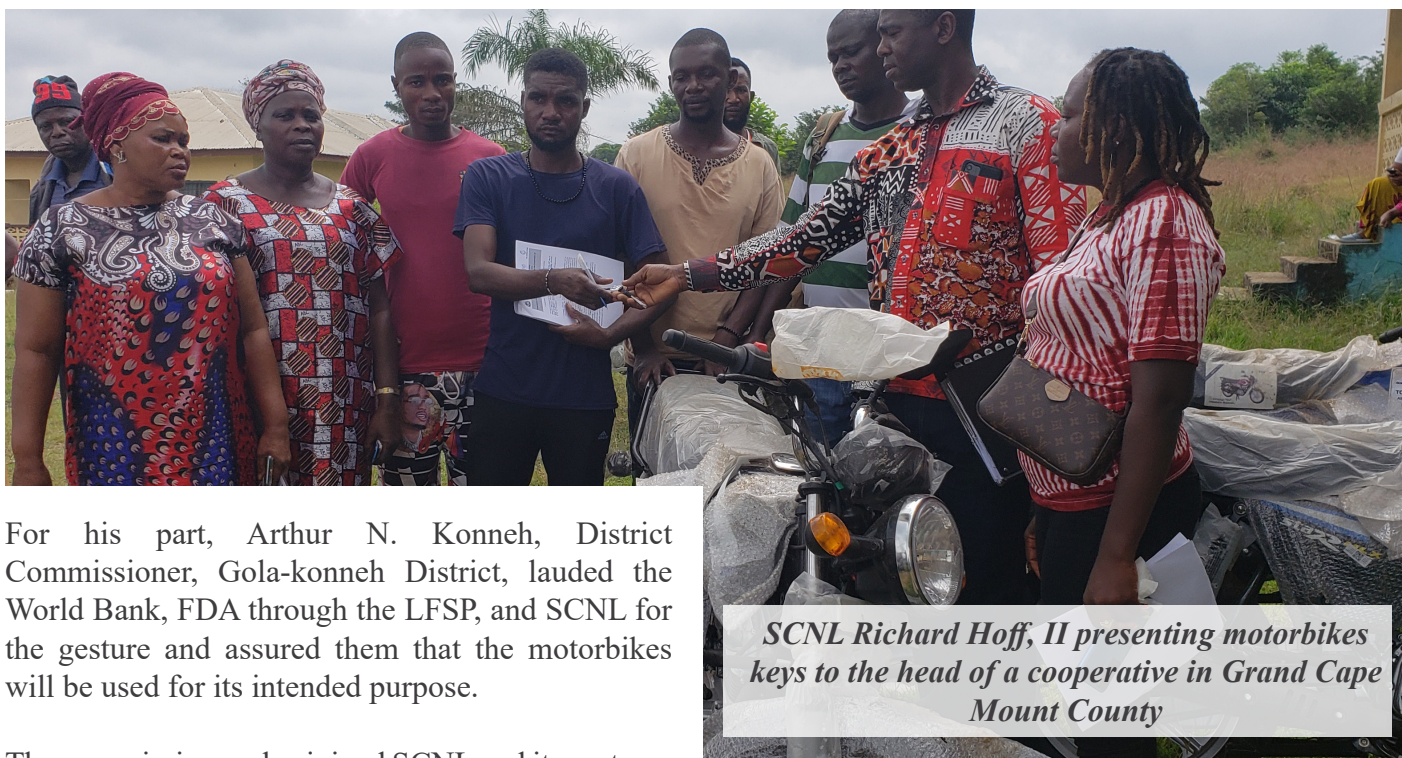 For his part, Arthur N. Konneh, District
Commissioner, Gola-konneh District, lauded the
World Bank, FDA through the LFSP, and SCNL for
the gesture and assured them that the motorbikes
will be used for its intended purpose.
SCNL Richard Hoff, II presenting motorbikes
keys to the head of a cooperative in Grand Cape
Mount County